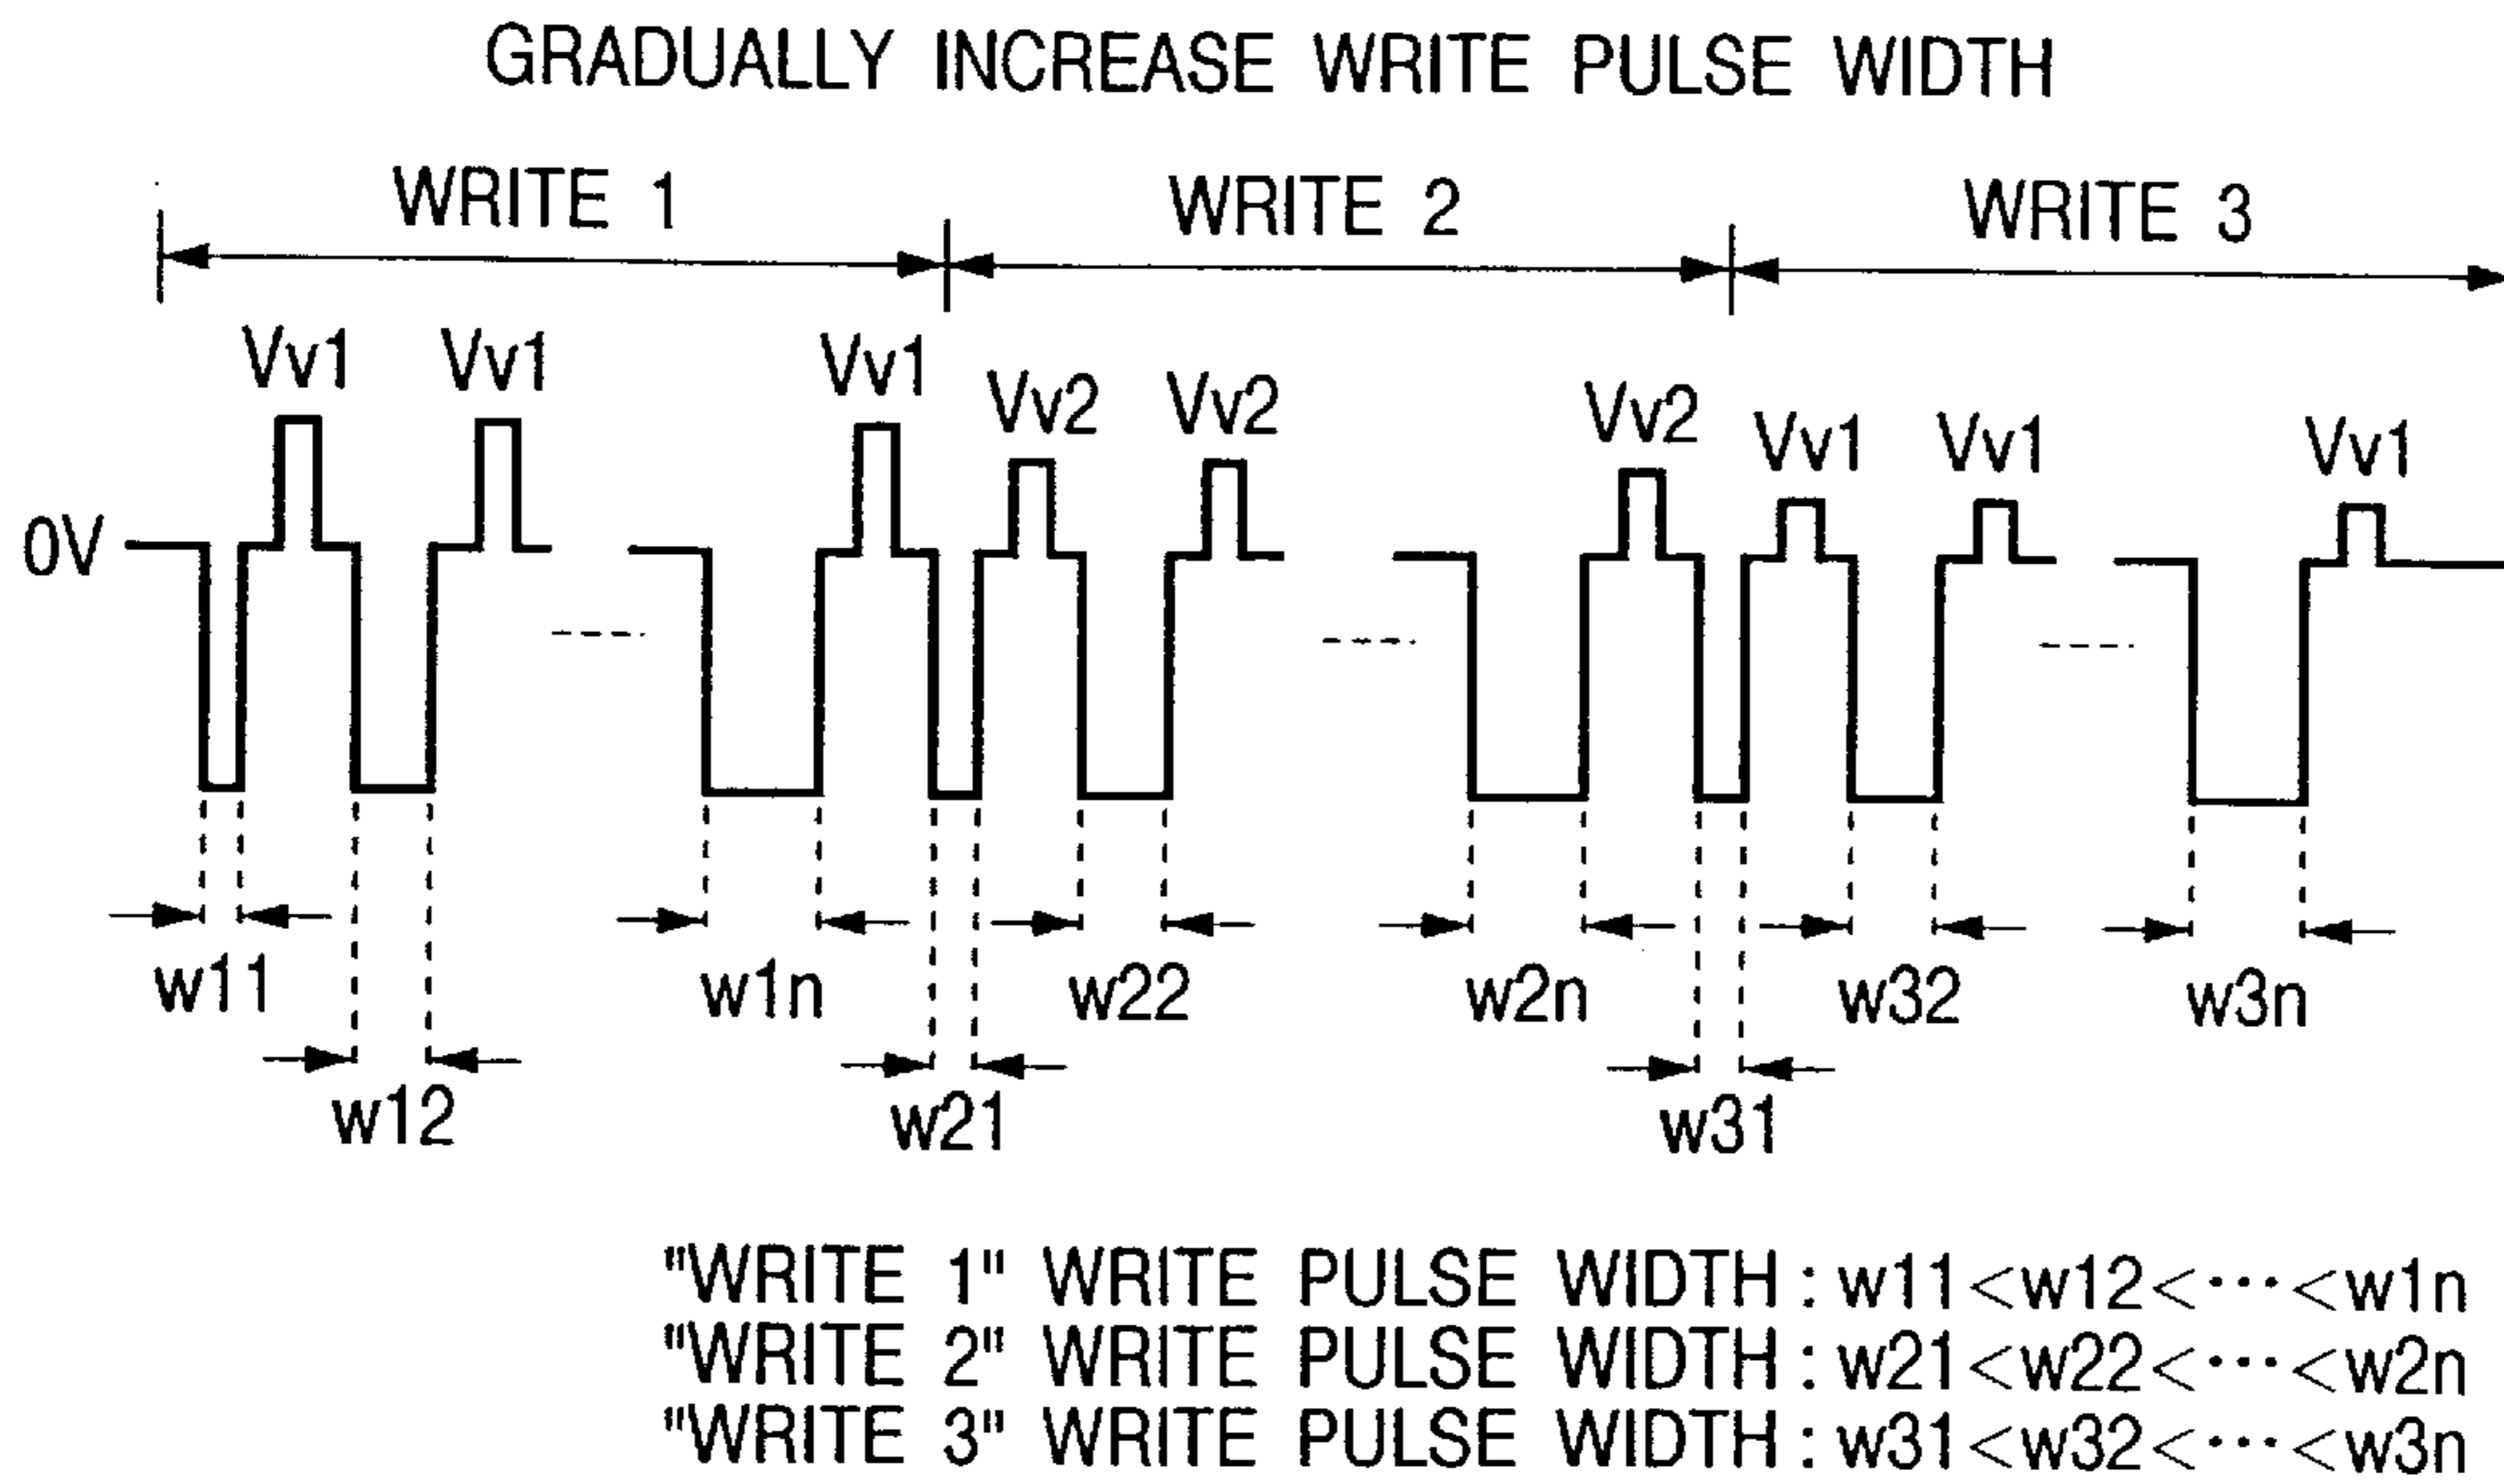 GRADUALLY INCREASE WRITE PULSE WIDTH
WRITE 1 WRITE 2 WRITE 3
Vv1 Vv1 Vv1 Vv2 Vv2 Vv2 Vv1 Vv1 Vv1
0V
w11 w1n w22 w2n w32 w3n
w12 w21 w31
"WRITE 1" WRITE PULSE WIDTH : w11<w12<···<w1n
"WRITE 2" WRITE PULSE WIDTH : w21<w22<···<w2n
"WRITE 3" WRITE PULSE WIDTH : w31<w32<···<w3n